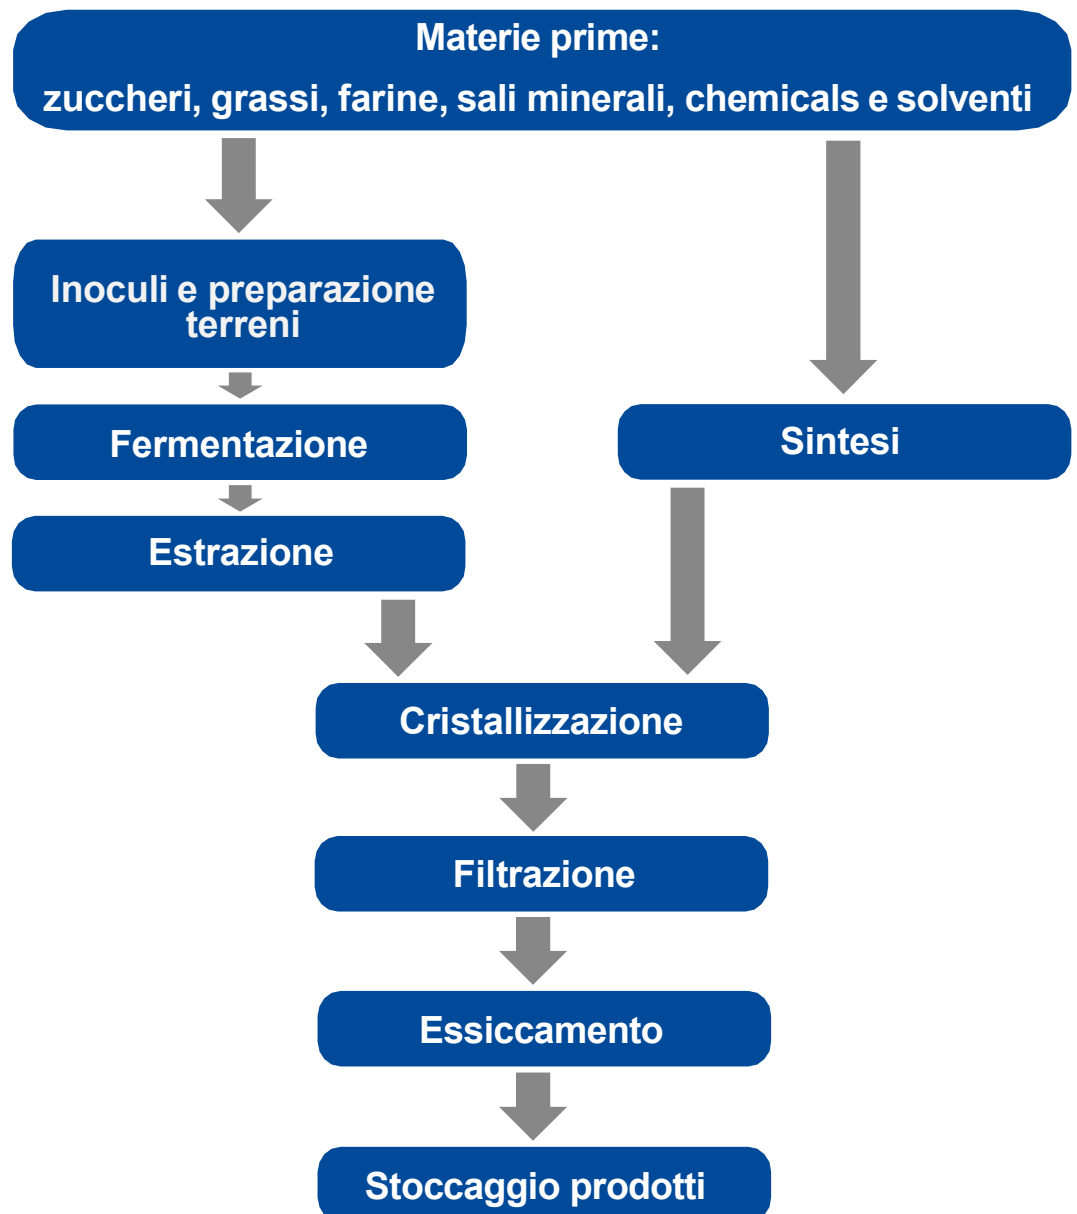 Materie prime:
zuccheri, grassi, farine, sali minerali, chemicals e solventi
Inoculi e preparazione
terreni
Fermentazione
Sintesi
Estrazione
Cristallizzazione
Filtrazione
Essiccamento
Stoccaggio prodotti